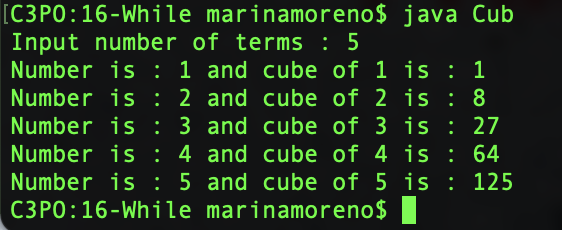 [C3PO:16-While marinamoreno$ java Cub
Input number of terms : 5
Number is : 1 and cube of 1 is : 1
Number is : 2 and cube of 2 is : 8
Number is : 3 and cube of 3 is : 27
Number is : 4 and cube of 4 is : 64
Number is : 5 and cube of 5 is : 125
C3PO:16-While marinamoreno$